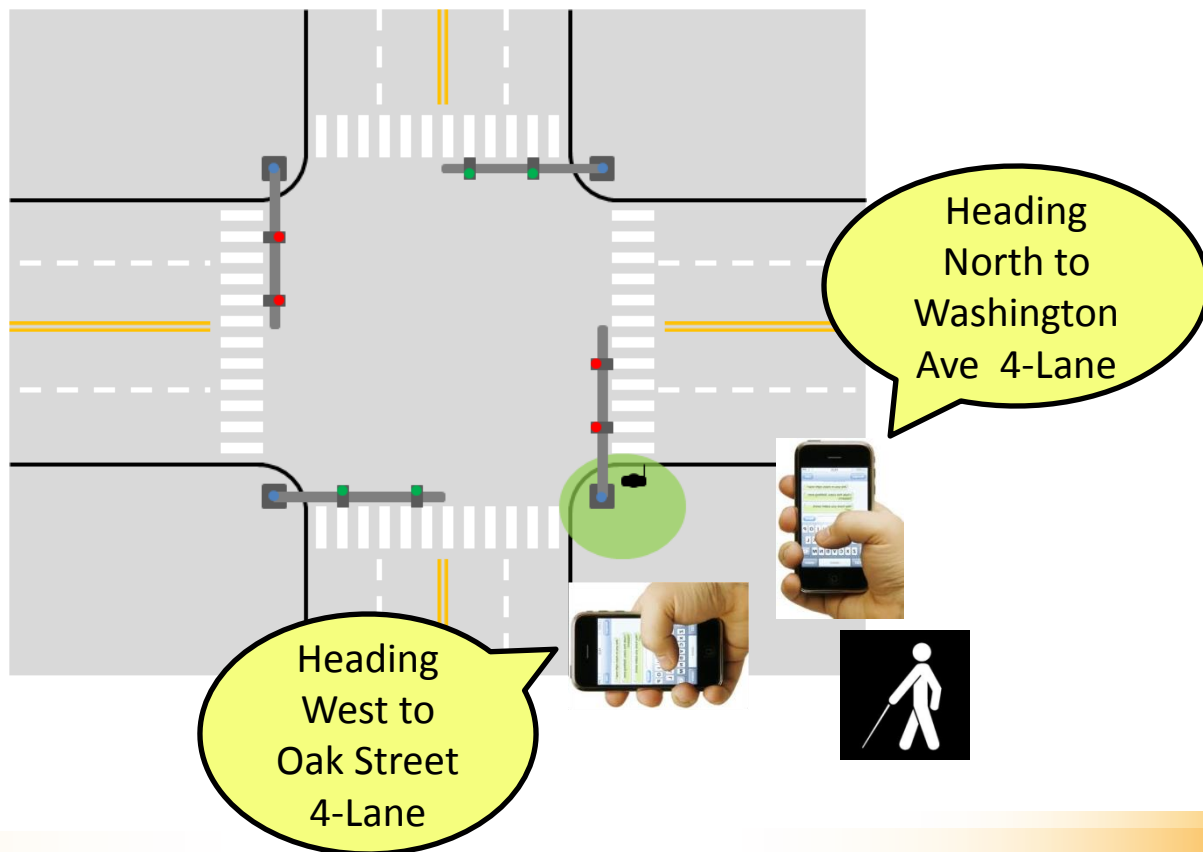 Heading
North to
Washington
Ave 4-Lane
Heading
West to
Oak Street
4-Lane